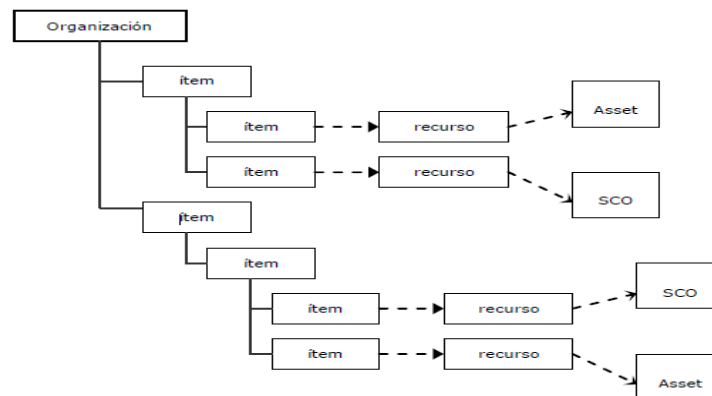 Organización
ítem
ítem
recurso
Asset
ítem
recurso
SCO
ítem
ítem
ítem
recurso
SCO
ítem
recurso
Asset